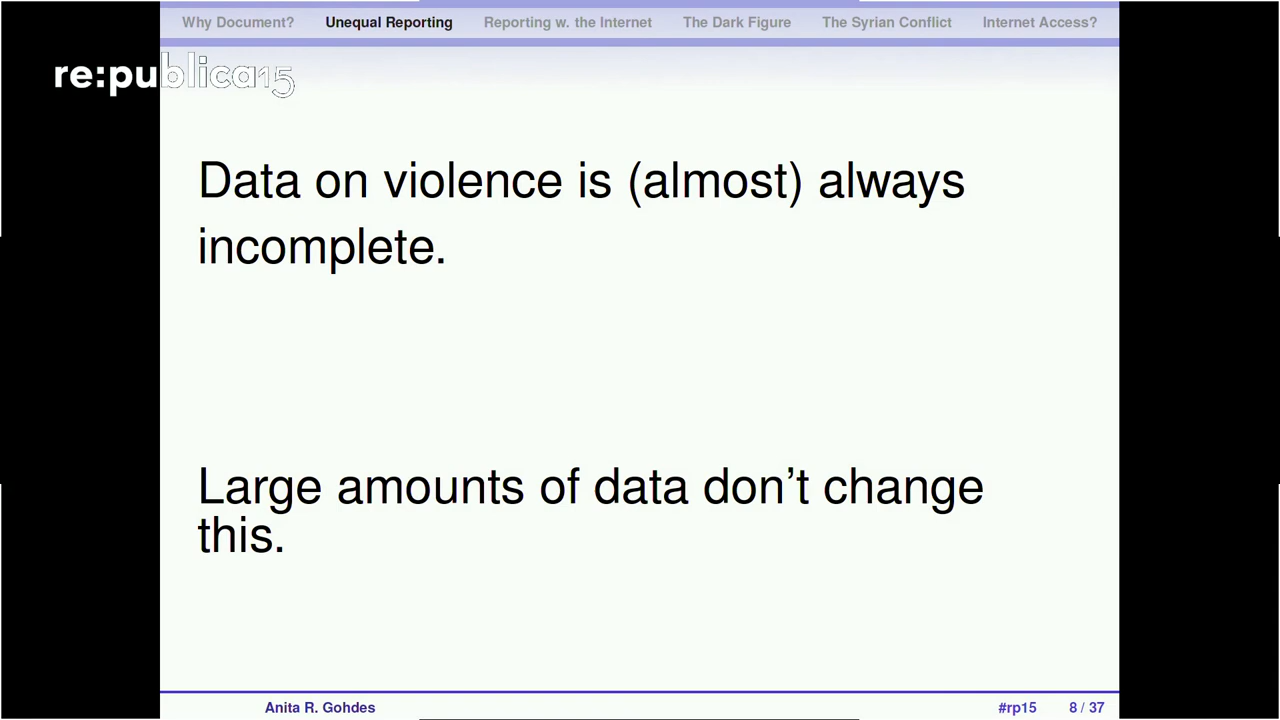 Why Document? Unequal Reporting Reporting w. the Internet The Dark Figure The Syrian Conflict Internet Access?
re:publica15
Data on violence is (almost) always
incomplete.
Large amounts of data don't change
this.
Anita R. Gohdes #rp15 8 / 37